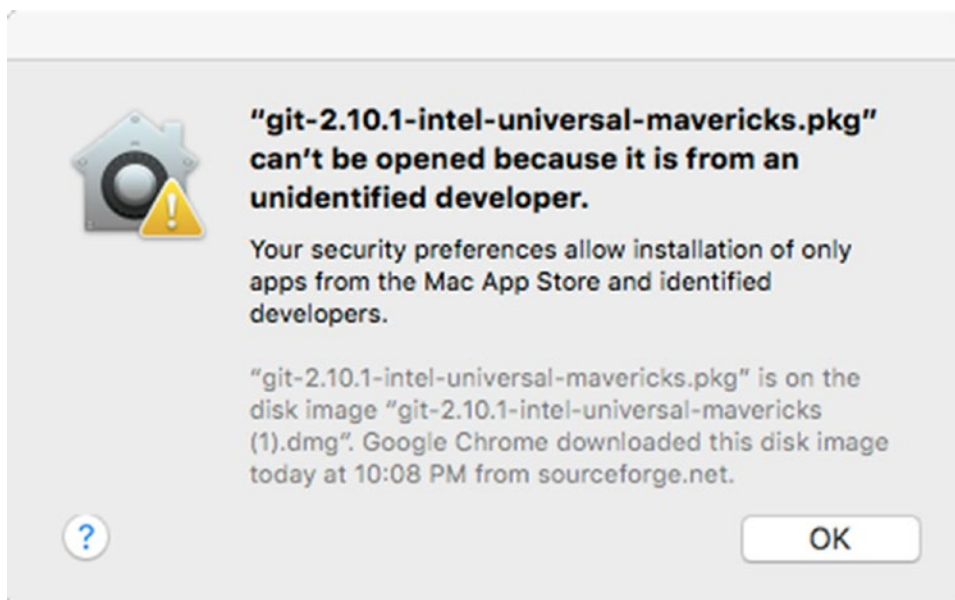 “git-2.10.1-intel-universal-mavericks.pkg”
can’t be opened because it is from an
unidentified developer.
Your security preferences allow installation of only
apps from the Mac App Store and identified
developers.
“git-2.10.1-intel-universal-mavericks.pkg” is on the
disk image “git-2.10.1-intel-universal-mavericks
(1).dmg”. Google Chrome downloaded this disk image
today at 10:08 PM from sourceforge.net.
?
OK